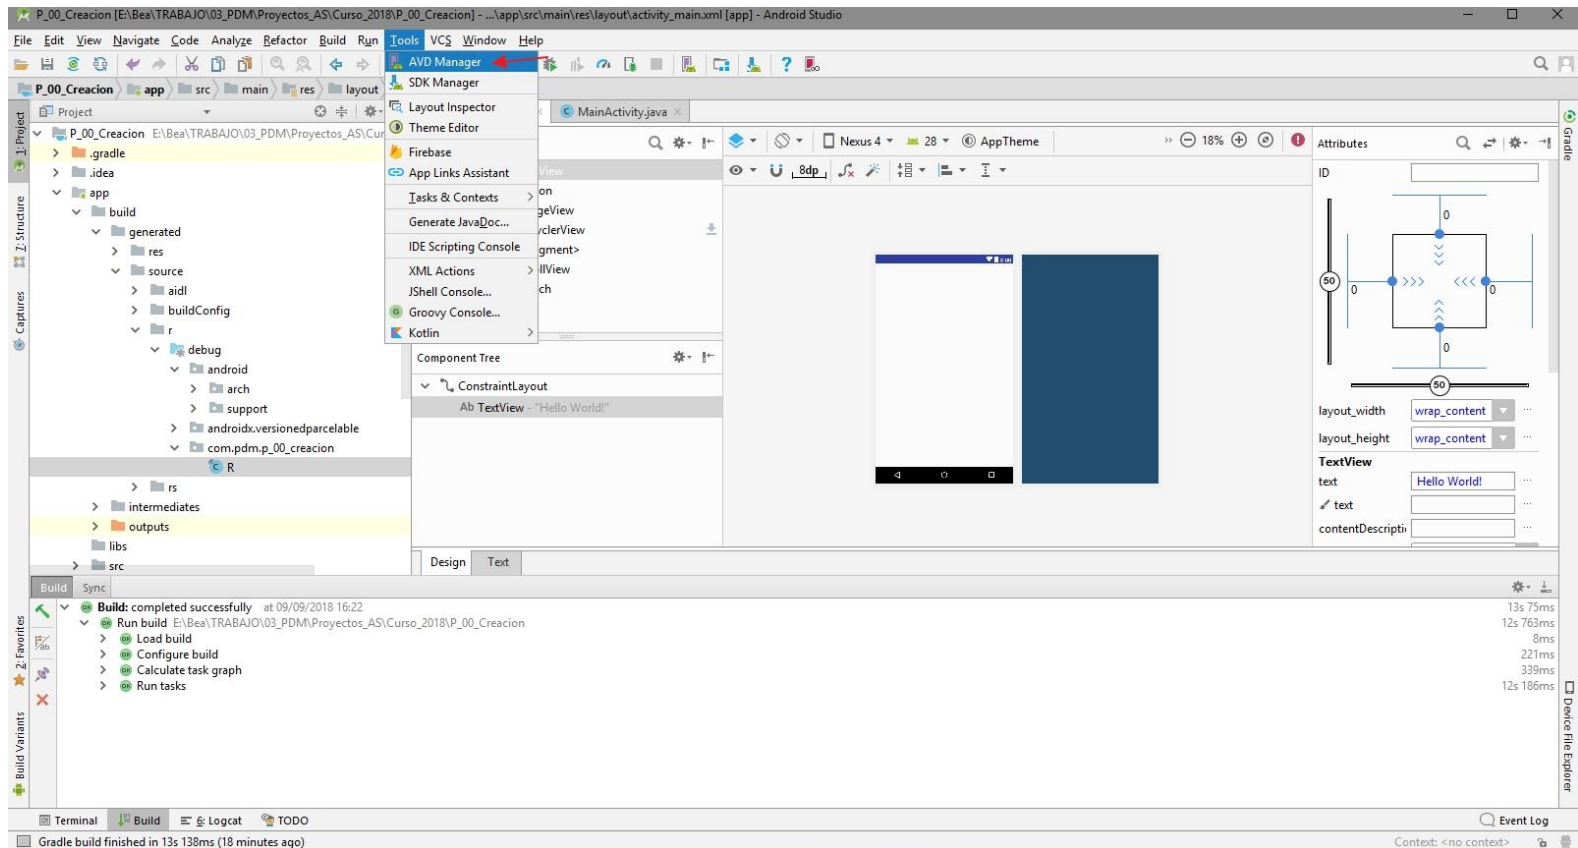 P_00_Creacion [E:\Bea\TRABAJO\03_PDM\Proyectos_AS\Curso_2018\P_00_Creacion] - ...\app\src\main\res\layout\activity_main.xml [app] - Android Studio
File Edit View Navigate Code Analyze Refactor Build Run Tools VCS Window Help
P_00_Creacion app src main res layout
AVD Manager
SDK Manager
Layout Inspector
Theme Editor
Firebase
App Links Assistant
Tasks & Contexts
Generate JavaDoc...
IDE Scripting Console
XML Actions
JShell Console...
Groovy Console...
Kotlin
1: Project
Z: Structure
Captures
2: Favorites
Build Variants
Project
P_00_Creacion E:\Bea\TRABAJO\03_PDM\Proyectos_AS\Cur
.gradle
.idea
app
build
generated
res
source
aidl
buildConfig
r
debug
android
arch
support
androidx.versionedparcelable
com.pdm.p_00_creacion
R
rs
intermediates
outputs
libs
src
MainActivity.java
View
on
geView
yclerView
gment>
llView
ch
Component Tree
ConstraintLayout
Ab TextView - "Hello World!"
Nexus 4 28 AppTheme 18%
8dp
Design Text
Attributes
ID
0
50 0 0
0
50
layout_width wrap_content
layout_height wrap_content
TextView
text Hello World!
text
contentDescripti
Gradle
Device File Explorer
Build Sync
Build: completed successfully at 09/09/2018 16:22 13s 75ms
Run build E:\Bea\TRABAJO\03_PDM\Proyectos_AS\Curso_2018\P_00_Creacion 12s 763ms
Load build 8ms
Configure build 221ms
Calculate task graph 339ms
Run tasks 12s 186ms
Terminal Build 6: Logcat TODO Event Log
Gradle build finished in 13s 138ms (18 minutes ago) Context: <no context>